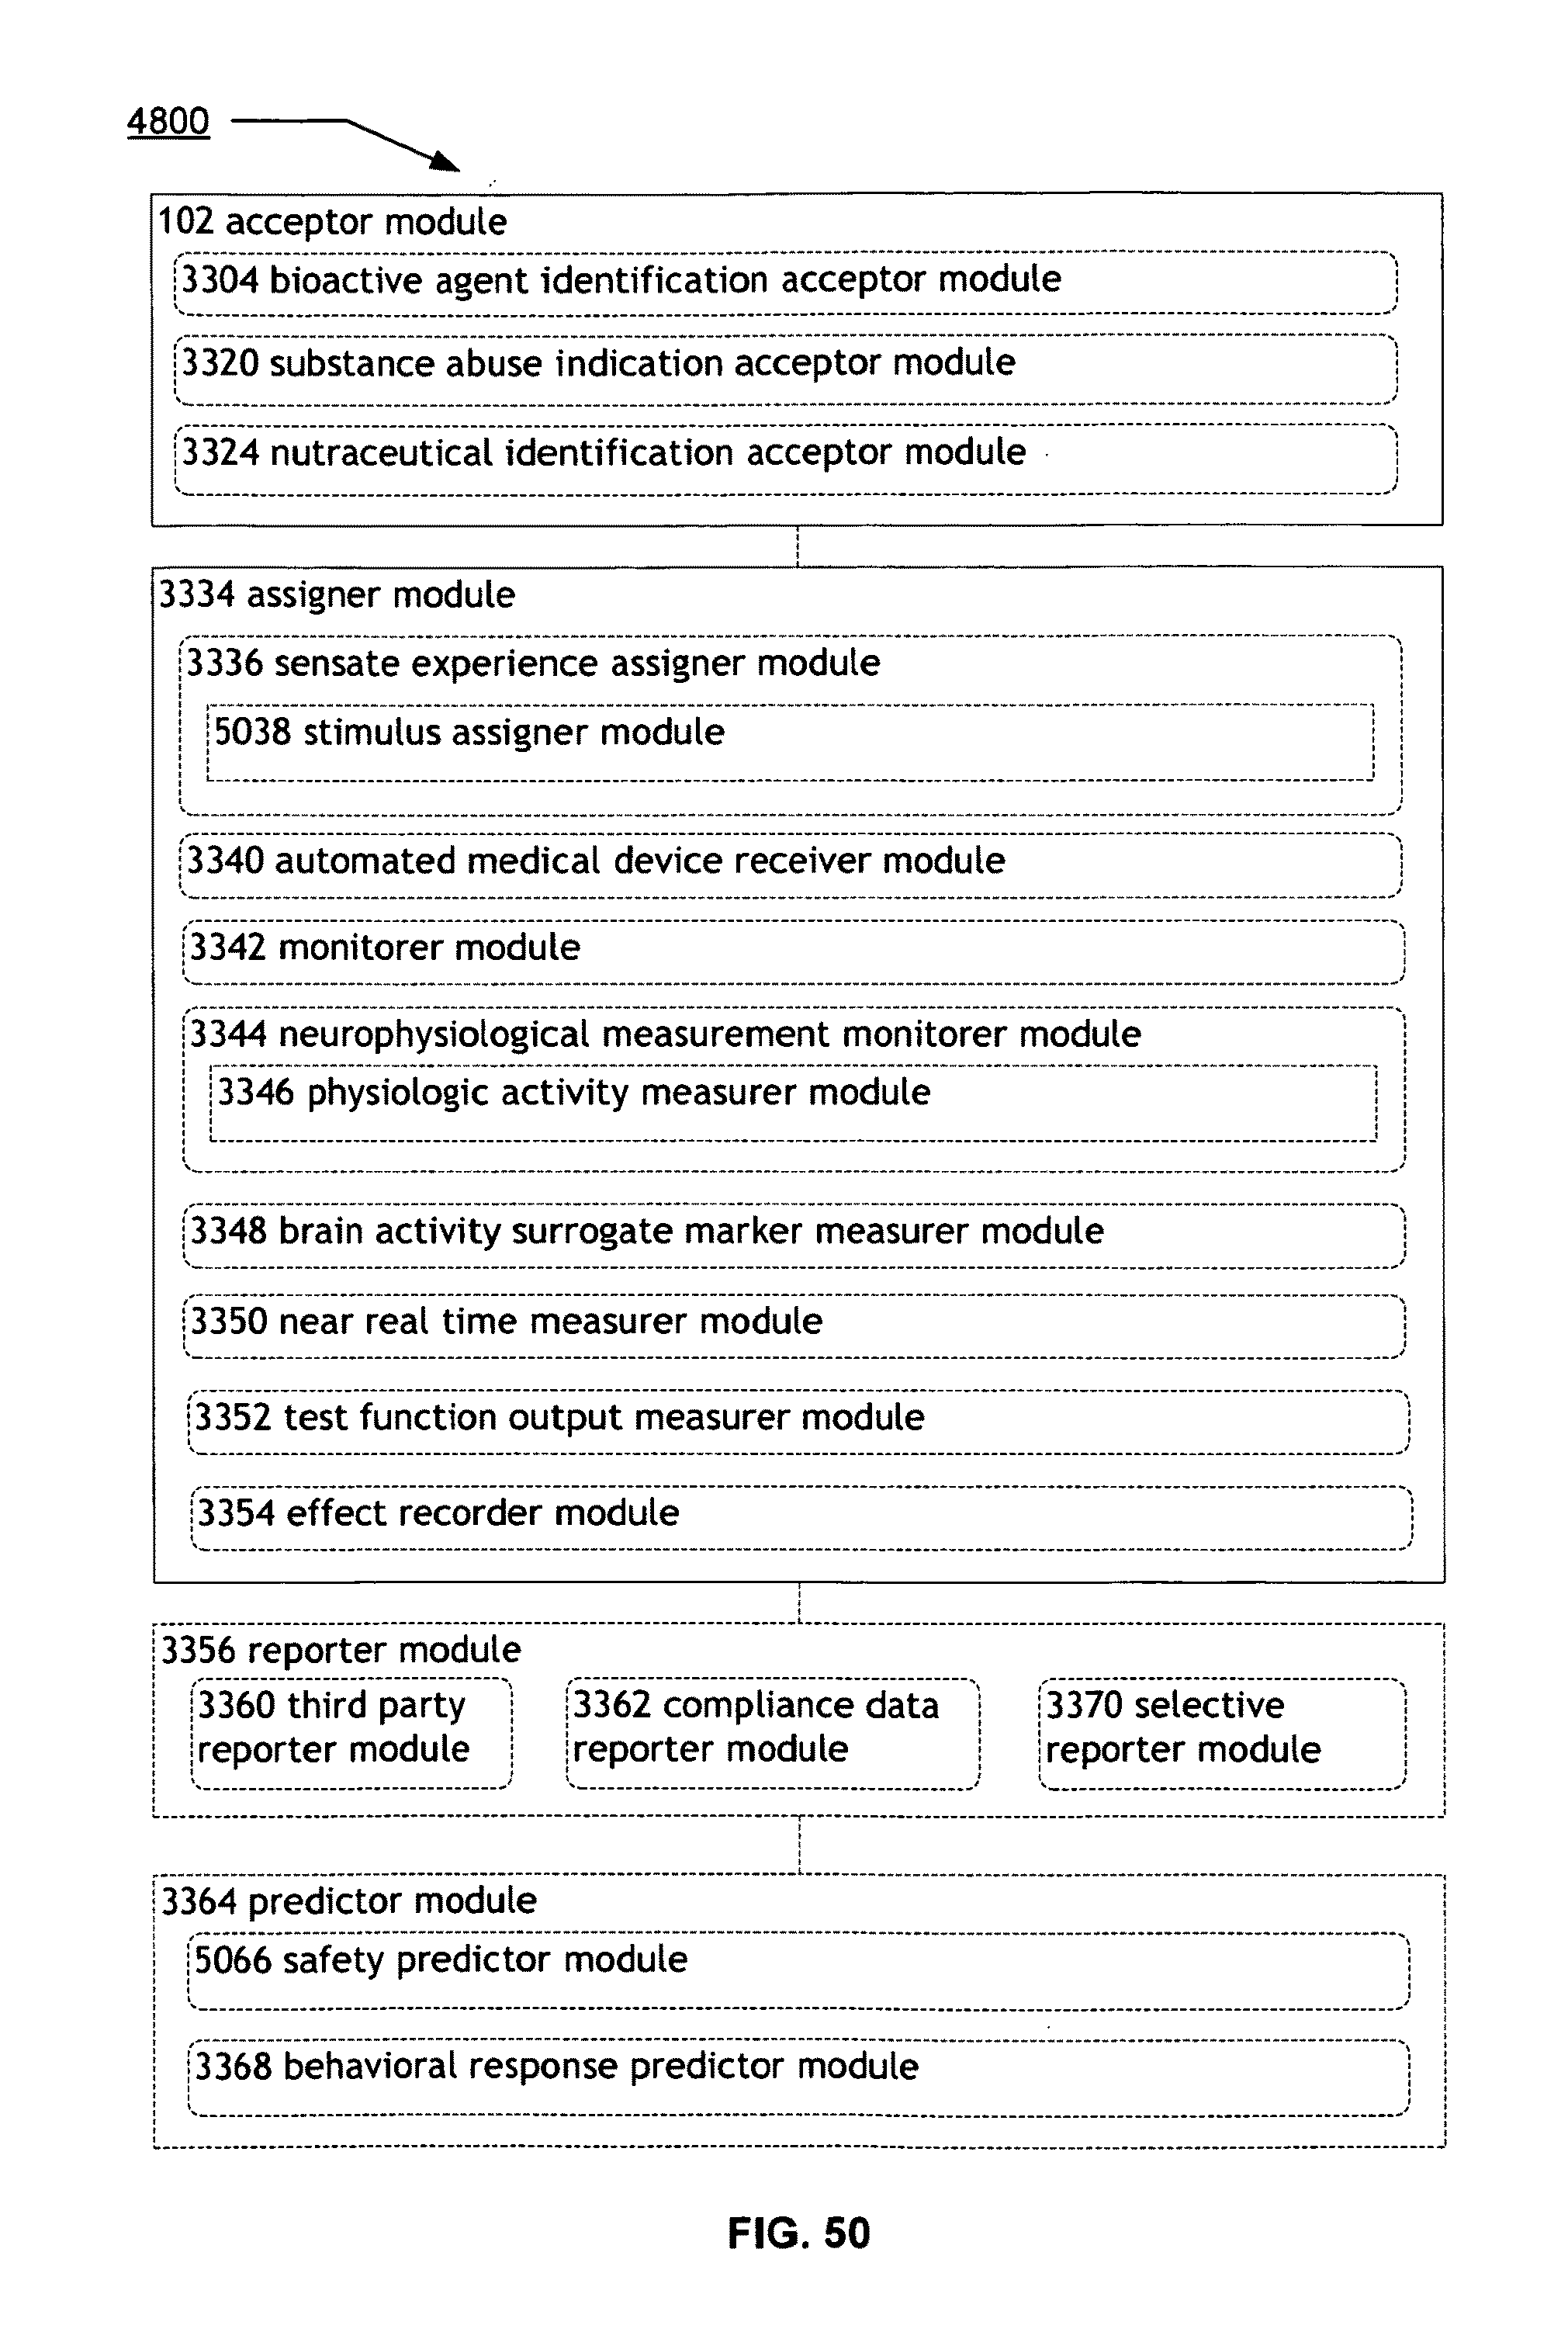 4800
102 acceptor module
3304 bioactive agent identification acceptor module
3320 substance abuse indication acceptor module
3324 nutraceutical identification acceptor module
3334 assigner module
3336 sensate experience assigner module
5038 stimulus assigner module
3340 automated medical device receiver module
3342 monitorer module
3344 neurophysiological measurement monitorer module
3346 physiologic activity measurer module
3348 brain activity surrogate marker measurer module
3350 near real time measurer module
3352 test function output measurer module
3354 effect recorder module
3356 reporter module
3360 third party
reporter module
3362 compliance data
reporter module
3370 selective
reporter module
3364 predictor module
5066 safety predictor module
3368 behavioral response predictor module
FIG. 50